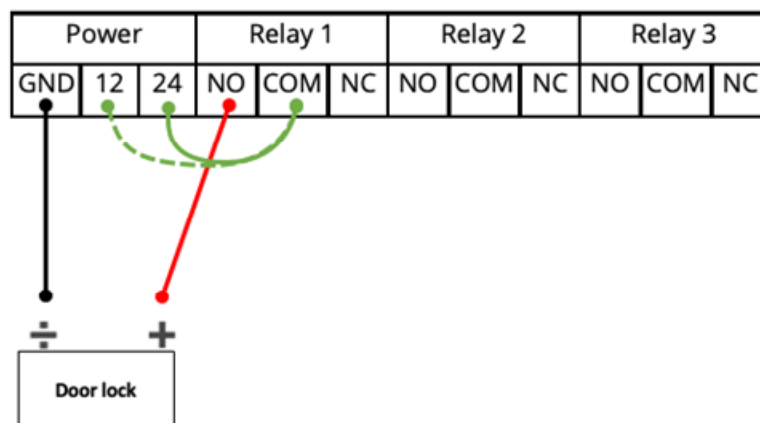 Power Relay 1 Relay 2 Relay 3
GND 12 24 NO COM NC NO COM NC NO COM NC
÷ +
Door lock